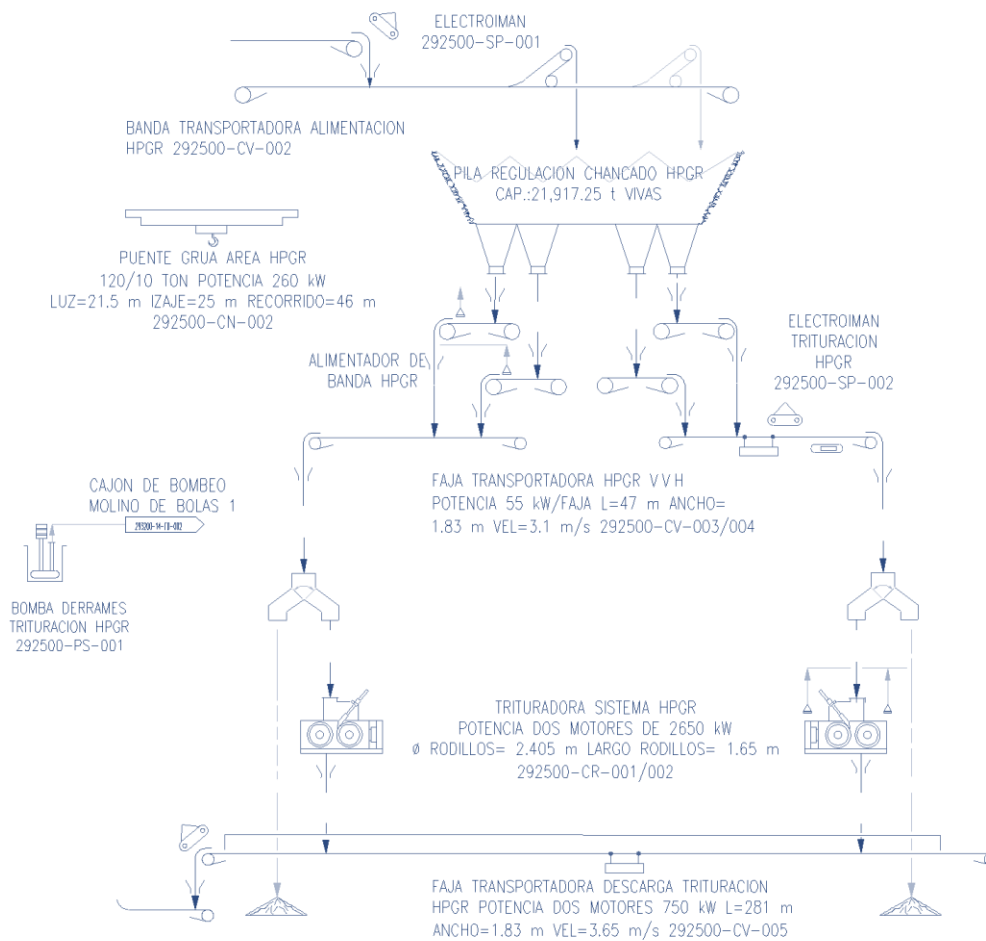 ELECTROIMAN
292500-SP-001
BANDA TRANSPORTADORA ALIMENTACION
HPGR 292500-CV-002
PILA REGULACION CHANCADO HPGR
CAP.:21,917.25 t VIVAS
PUENTE GRUA AREA HPGR
120/10 TON POTENCIA 260 kW
LUZ=21.5 m IZAJE=25 m RECORRIDO=46 m
292500-CN-002
ELECTROIMAN
TRITURACION
HPGR
292500-SP-002
ALIMENTADOR DE
BANDA HPGR
FAJA TRANSPORTADORA HPGR V V H
POTENCIA 55 kW/FAJA L=47 m ANCHO=
1.83 m VEL=3.1 m/s 292500-CV-003/004
CAJON DE BOMBEO
MOLINO DE BOLAS 1
BOMBA DERRAMES
TRITURACION HPGR
292500-PS-001
TRITURADORA SISTEMA HPGR
POTENCIA DOS MOTORES DE 2650 kW
Ø RODILLOS= 2.405 m LARGO RODILLOS= 1.65 m
292500-CR-001/002
FAJA TRANSPORTADORA DESCARGA TRITURACION
HPGR POTENCIA DOS MOTORES 750 kW L=281 m
ANCHO=1.83 m VEL=3.65 m/s 292500-CV-005